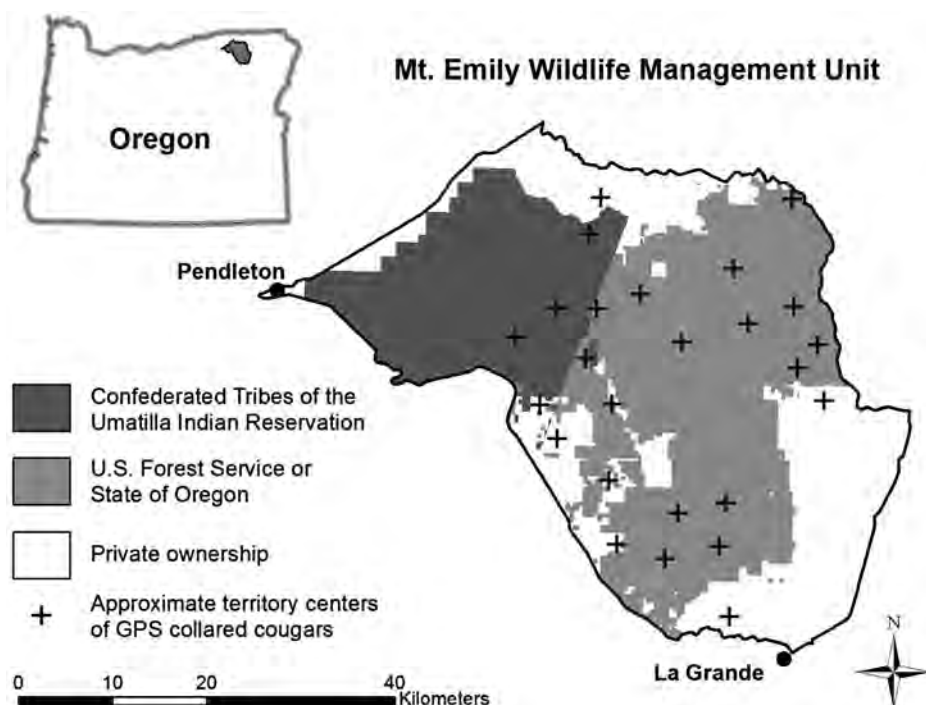 Mt. Emily Wildlife Management Unit
Oregon
Pendleton
Confederated Tribes of the
Umatilla Indian Reservation
U.S. Forest Service or
State of Oregon
Private ownership
Approximate territory centers
of GPS collared cougars
La Grande
N
0 10 20 40
Kilometers